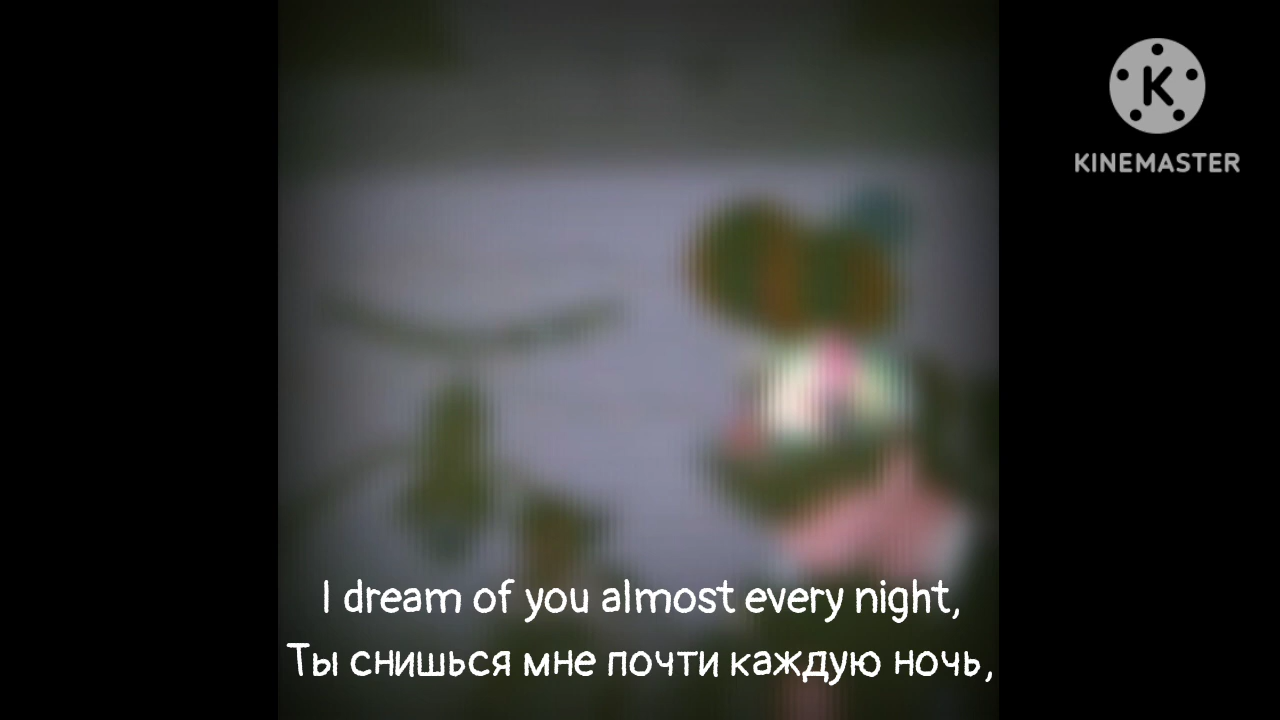 KINEMASTER
I dream of you almost every night,
Ты снишься мне почти каждую ночь,